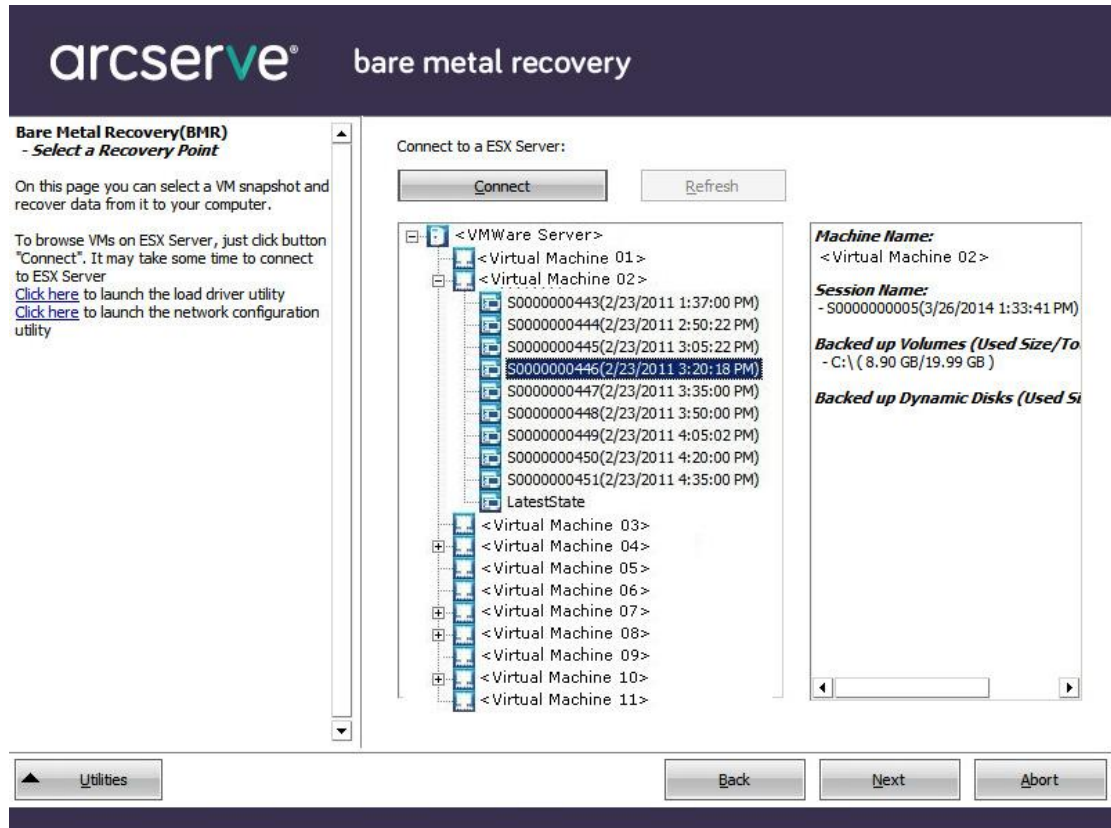 arcserve® bare metal recovery
Bare Metal Recovery(BMR)
- Select a Recovery Point
On this page you can select a VM snapshot and
recover data from it to your computer.
To browse VMs on ESX Server, just click button
"Connect". It may take some time to connect
to ESX Server
Click here to launch the load driver utility
Click here to launch the network configuration
utility
Connect to a ESX Server:
Connect
Refresh
<VMWare Server>
<Virtual Machine 01>
<Virtual Machine 02>
S0000000443(2/23/2011 1:37:00 PM)
S0000000444(2/23/2011 2:50:22 PM)
S0000000445(2/23/2011 3:05:22 PM)
S0000000446(2/23/2011 3:20:18 PM)
S0000000447(2/23/2011 3:35:00 PM)
S0000000448(2/23/2011 3:50:00 PM)
S0000000449(2/23/2011 4:05:02 PM)
S0000000450(2/23/2011 4:20:00 PM)
S0000000451(2/23/2011 4:35:00 PM)
LatestState
<Virtual Machine 03>
<Virtual Machine 04>
<Virtual Machine 05>
<Virtual Machine 06>
<Virtual Machine 07>
<Virtual Machine 08>
<Virtual Machine 09>
<Virtual Machine 10>
<Virtual Machine 11>
Machine Name:
<Virtual Machine 02>
Session Name:
- S0000000005(3/26/2014 1:33:41 PM)
Backed up Volumes (Used Size/To
- C:\ ( 8.90 GB/19.99 GB )
Backed up Dynamic Disks (Used Si
Utilities
Back
Next
Abort